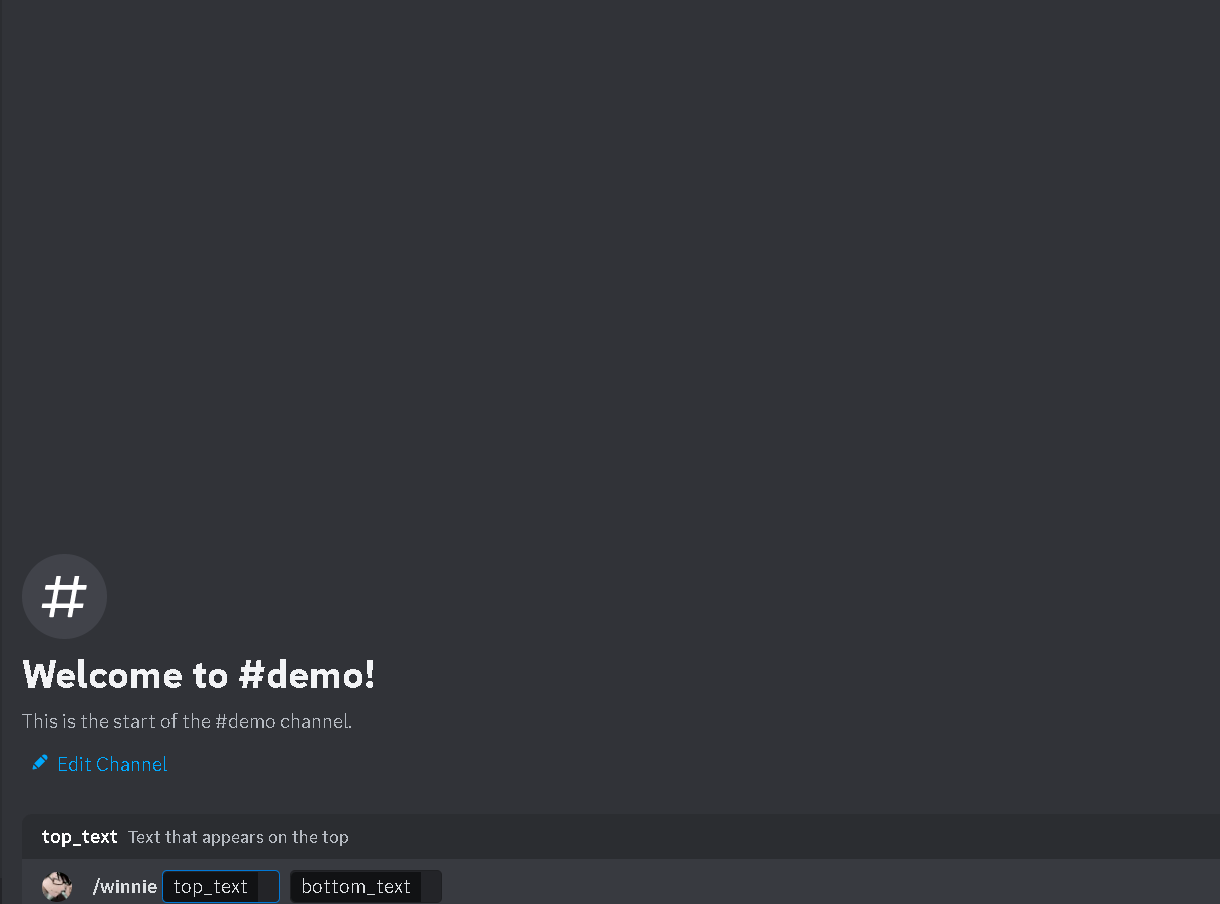 #
Welcome to #demo!
This is the start of the #demo channel.
Edit Channel
top_text Text that appears on the top
/winnie top_text bottom_text